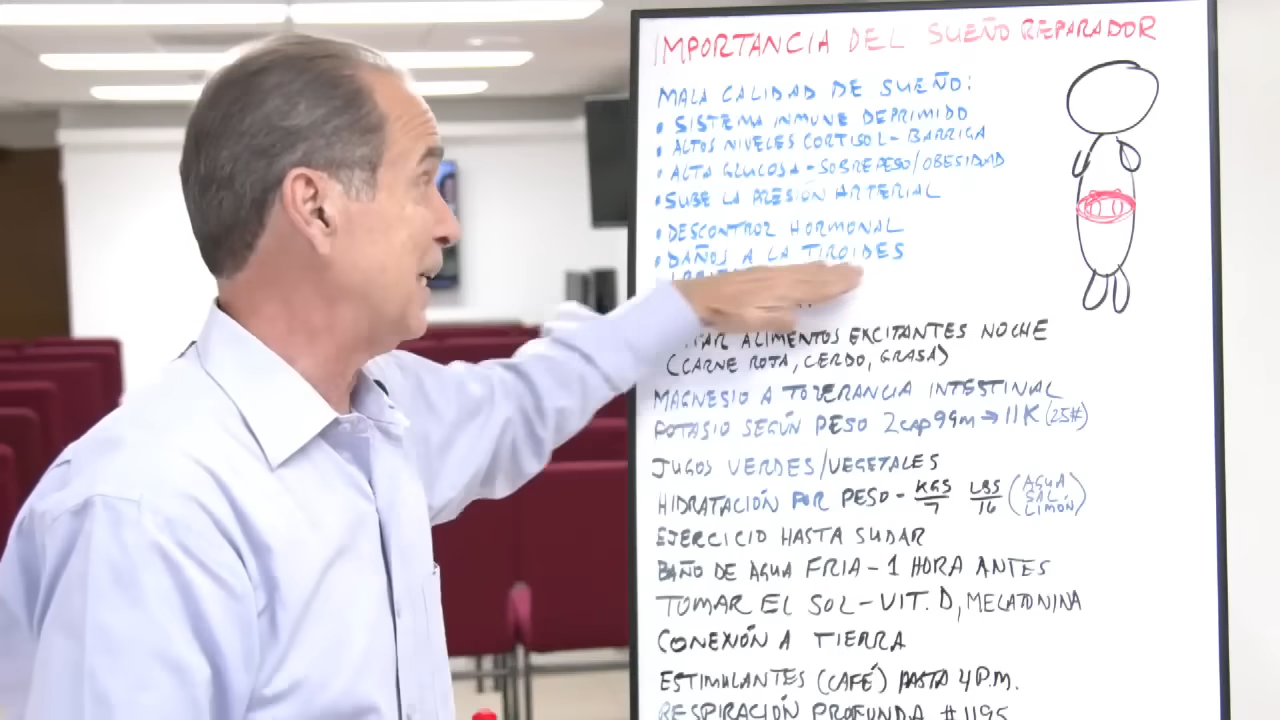 IMPORTANCIA DEL SUEÑO REPARADOR
MALA CALIDAD DE SUEÑO:
• SISTEMA INMUNE DEPRIMIDO
• ALTOS NIVELES CORTISOL - BARRIGA
• ALTA GLUCOSA - SOBREPESO/OBESIDAD
• SUBE LA PRESIÓN ARTERIAL
• DESCONTROL HORMONAL
• DAÑOS A LA TIROIDES
ALIMENTOS EXCITANTES NOCHE
(CARNE ROJA, CERDO, GRASA)
MAGNESIO A TOLERANCIA INTESTINAL
POTASIO SEGÚN PESO 2cap99m→11K (25#)
JUGOS VERDES/VEGETALES
HIDRATACIÓN POR PESO - KGS/7 LBS/16 (AGUA SAL LIMÓN)
EJERCICIO HASTA SUDAR
BAÑO DE AGUA FRIA - 1 HORA ANTES
TOMAR EL SOL - VIT. D, MELATONINA
CONEXÓN A TIERRA
ESTIMULANTES (CAFÉ) HASTA 4 P.M.
RESPIRACIÓN PROFUNDA #1195